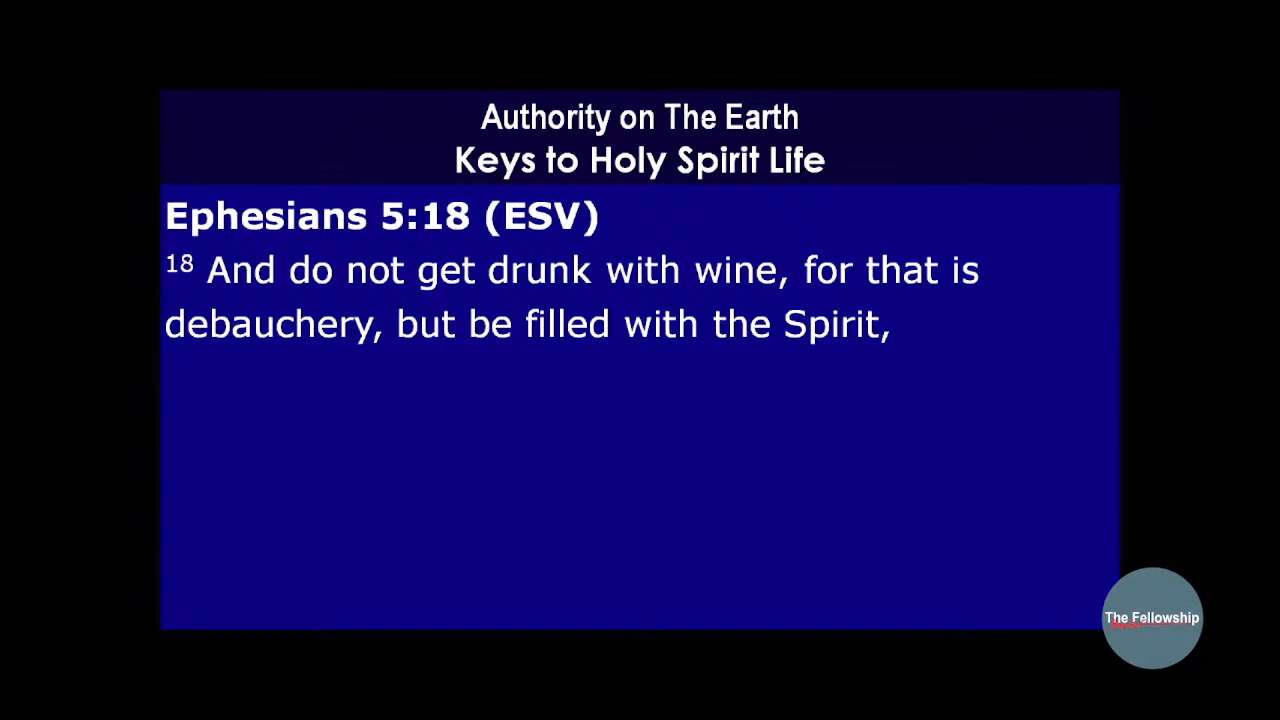 Authority on The Earth
Keys to Holy Spirit Life
Ephesians 5:18 (ESV)
18 And do not get drunk with wine, for that is
debauchery, but be filled with the Spirit,
The Fellowship